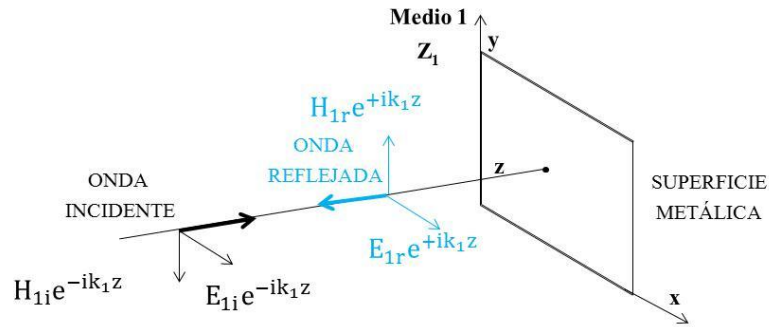 Medio 1
y
Z₁
H₁ᵣe⁺ⁱᵏ¹ᶻ
ONDA
REFLEJADA
z
ONDA
INCIDENTE
SUPERFICIE
METÁLICA
E₁ᵣe⁺ⁱᵏ¹ᶻ
H₁ᵢe⁻ⁱᵏ¹ᶻ
E₁ᵢe⁻ⁱᵏ¹ᶻ
x